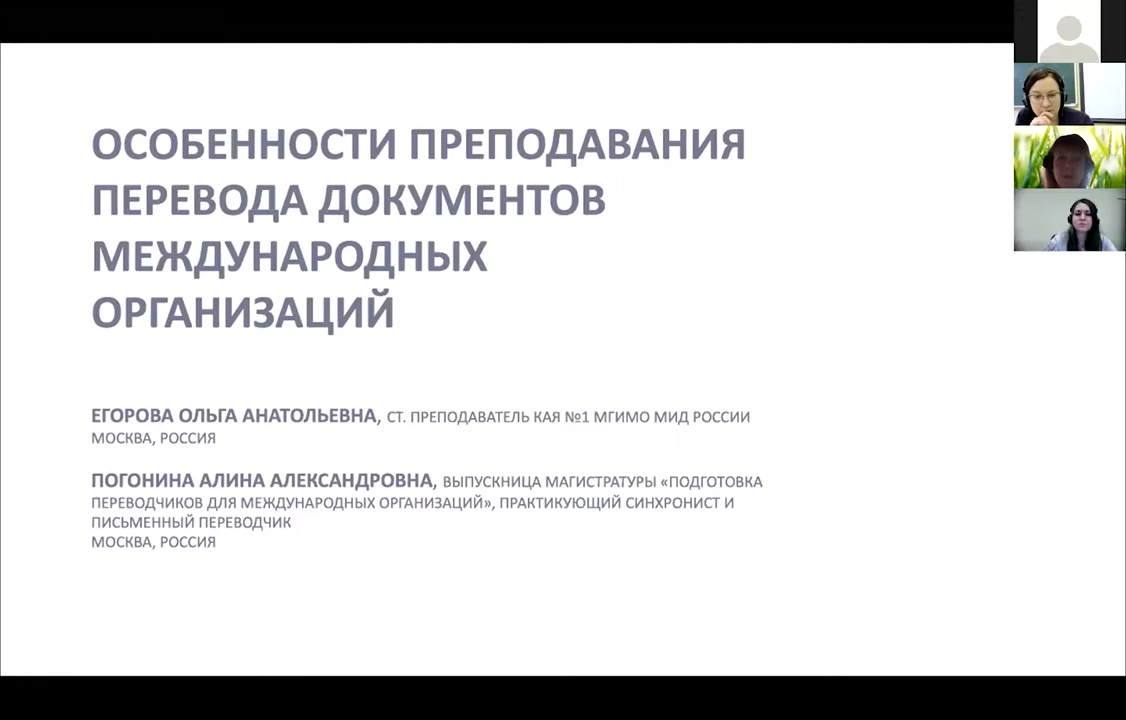 ОСОБЕННОСТИ ПРЕПОДАВАНИЯ
ПЕРЕВОДА ДОКУМЕНТОВ
МЕЖДУНАРОДНЫХ
ОРГАНИЗАЦИЙ
ЕГОРОВА ОЛЬГА АНАТОЛЬЕВНА, СТ. ПРЕПОДАВАТЕЛЬ КАЯ №1 МГИМО МИД РОССИИ
МОСКВА, РОССИЯ
ПОГОНИНА АЛИНА АЛЕКСАНДРОВНА, ВЫПУСКНИЦА МАГИСТРАТУРЫ «ПОДГОТОВКА
ПЕРЕВОДЧИКОВ ДЛЯ МЕЖДУНАРОДНЫХ ОРГАНИЗАЦИЙ», ПРАКТИКУЮЩИЙ СИНХРОНИСТ И
ПИСЬМЕННЫЙ ПЕРЕВОДЧИК
МОСКВА, РОССИЯ